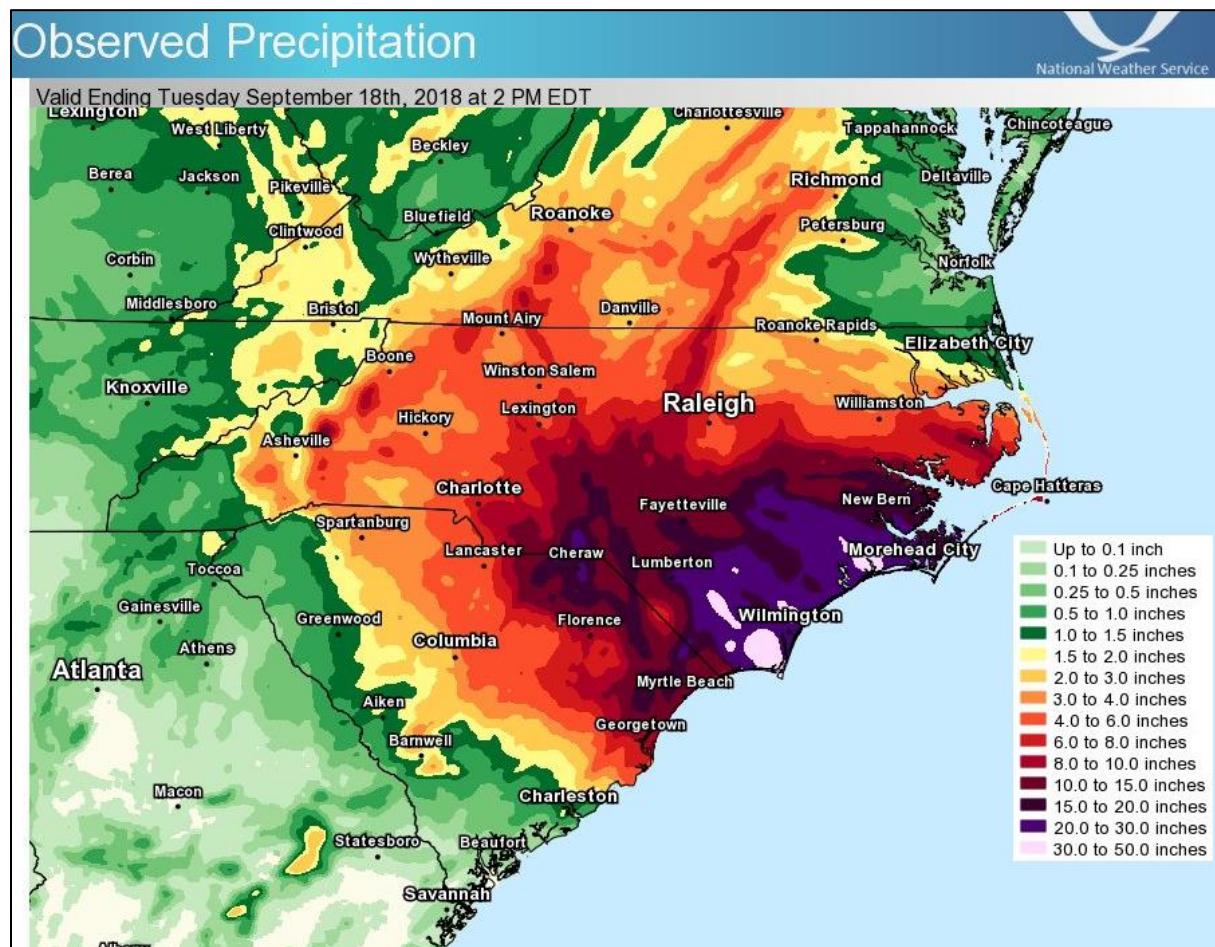 Observed Precipitation
National Weather Service
Valid Ending Tuesday September 18th, 2018 at 2 PM EDT
Lexington
West Liberty
Charlottesville
Tappahannock
Chincoteague
Beckley
Berea
Jackson
Pikeville
Richmond
Deltaville
Bluefield
Roanoke
Petersburg
Clintwood
Wytheville
Corbin
Norfolk
Middlesboro
Bristol
Mount Airy
Danville
Roanoke Rapids
Elizabeth City
Boone
Knoxville
Winston Salem
Raleigh
Williamston
Hickory
Lexington
Asheville
Charlotte
Cape Hatteras
Fayetteville
New Bern
Spartanburg
Lancaster
Cheraw
Morehead City
Lumberton
Toccoa
Gainesville
Greenwood
Florence
Wilmington
Athens
Columbia
Atlanta
Myrtle Beach
Aiken
Georgetown
Barnwell
Macon
Charleston
Statesboro
Beaufort
Savannah
Albany
Up to 0.1 inch
0.1 to 0.25 inches
0.25 to 0.5 inches
0.5 to 1.0 inches
1.0 to 1.5 inches
1.5 to 2.0 inches
2.0 to 3.0 inches
3.0 to 4.0 inches
4.0 to 6.0 inches
6.0 to 8.0 inches
8.0 to 10.0 inches
10.0 to 15.0 inches
15.0 to 20.0 inches
20.0 to 30.0 inches
30.0 to 50.0 inches